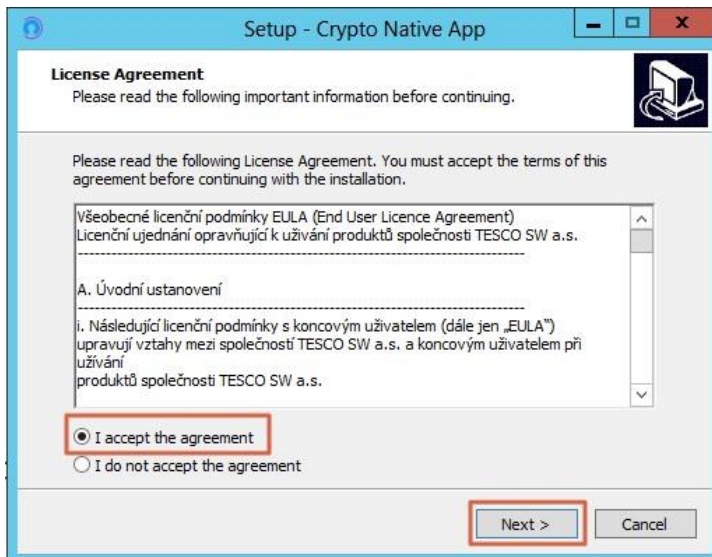 Setup - Crypto Native App
License Agreement
Please read the following important information before continuing.
Please read the following License Agreement. You must accept the terms of this
agreement before continuing with the installation.
Všeobecné licenční podmínky EULA (End User Licence Agreement)
Licenční ujednání opravňující k užívání produktů společnosti TESCO SW a.s.
------------------------------------------------------------------------------
A. Úvodní ustanovení
------------------------------------------------------------------------------
i. Následující licenční podmínky s koncovým uživatelem (dále jen „EULA“)
upravují vztahy mezi společností TESCO SW a.s. a koncovým uživatelem při
užívání
produktů společnosti TESCO SW a.s.
I accept the agreement
I do not accept the agreement
Next >
Cancel